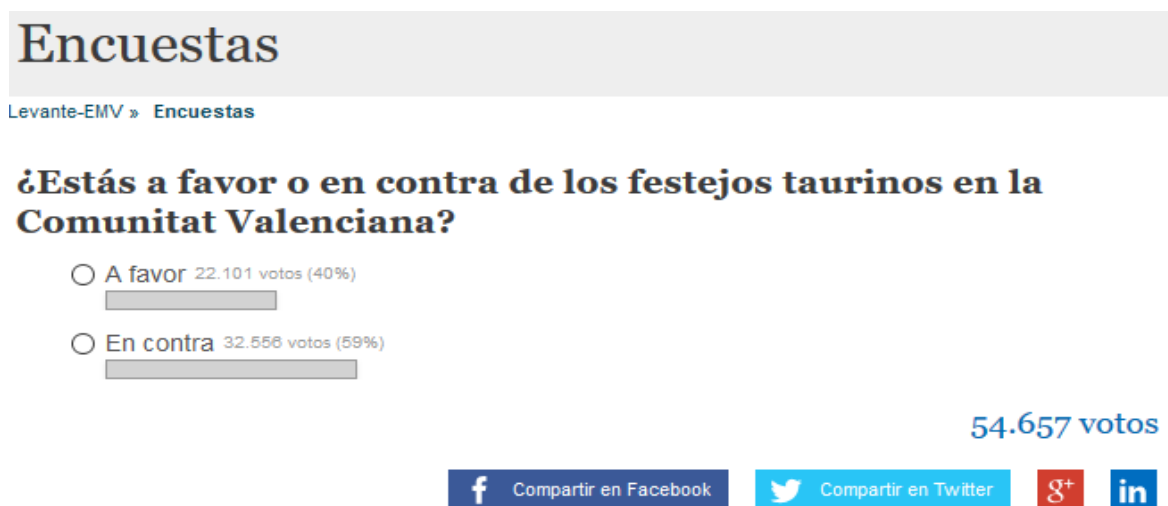 Encuestas
Levante-EMV » Encuestas
¿Estás a favor o en contra de los festejos taurinos en la
Comunitat Valenciana?
A favor 22.101 votos (40%)
En contra 32.556 votos (59%)
54.657 votos
f Compartir en Facebook Compartir en Twitter g+ in